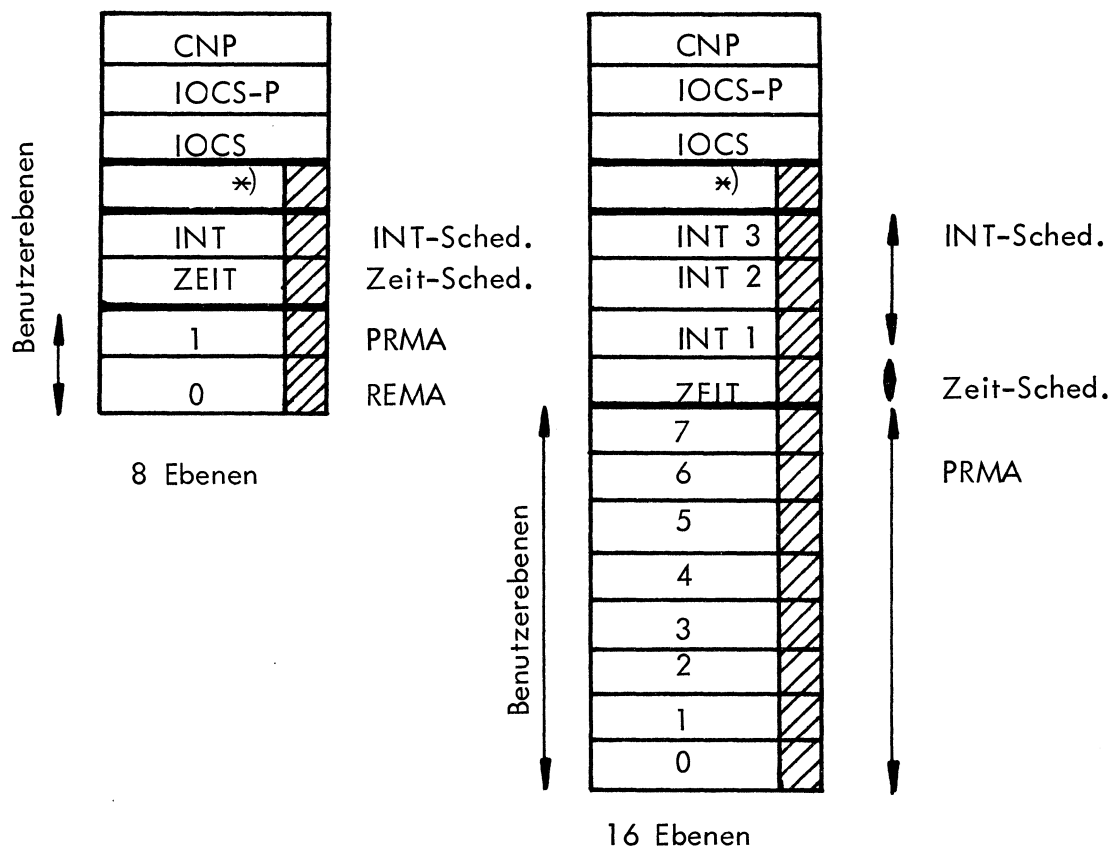 CNP
IOCS-P
IOCS
*)
INT
ZEIT
1
0
INT-Sched.
Zeit-Sched.
PRMA
REMA
Benutzerebenen
8 Ebenen
CNP
IOCS-P
IOCS
*)
INT 3
INT 2
INT 1
ZEIT
7
6
5
4
3
2
1
0
INT-Sched.
Zeit-Sched.
PRMA
Benutzerebenen
16 Ebenen